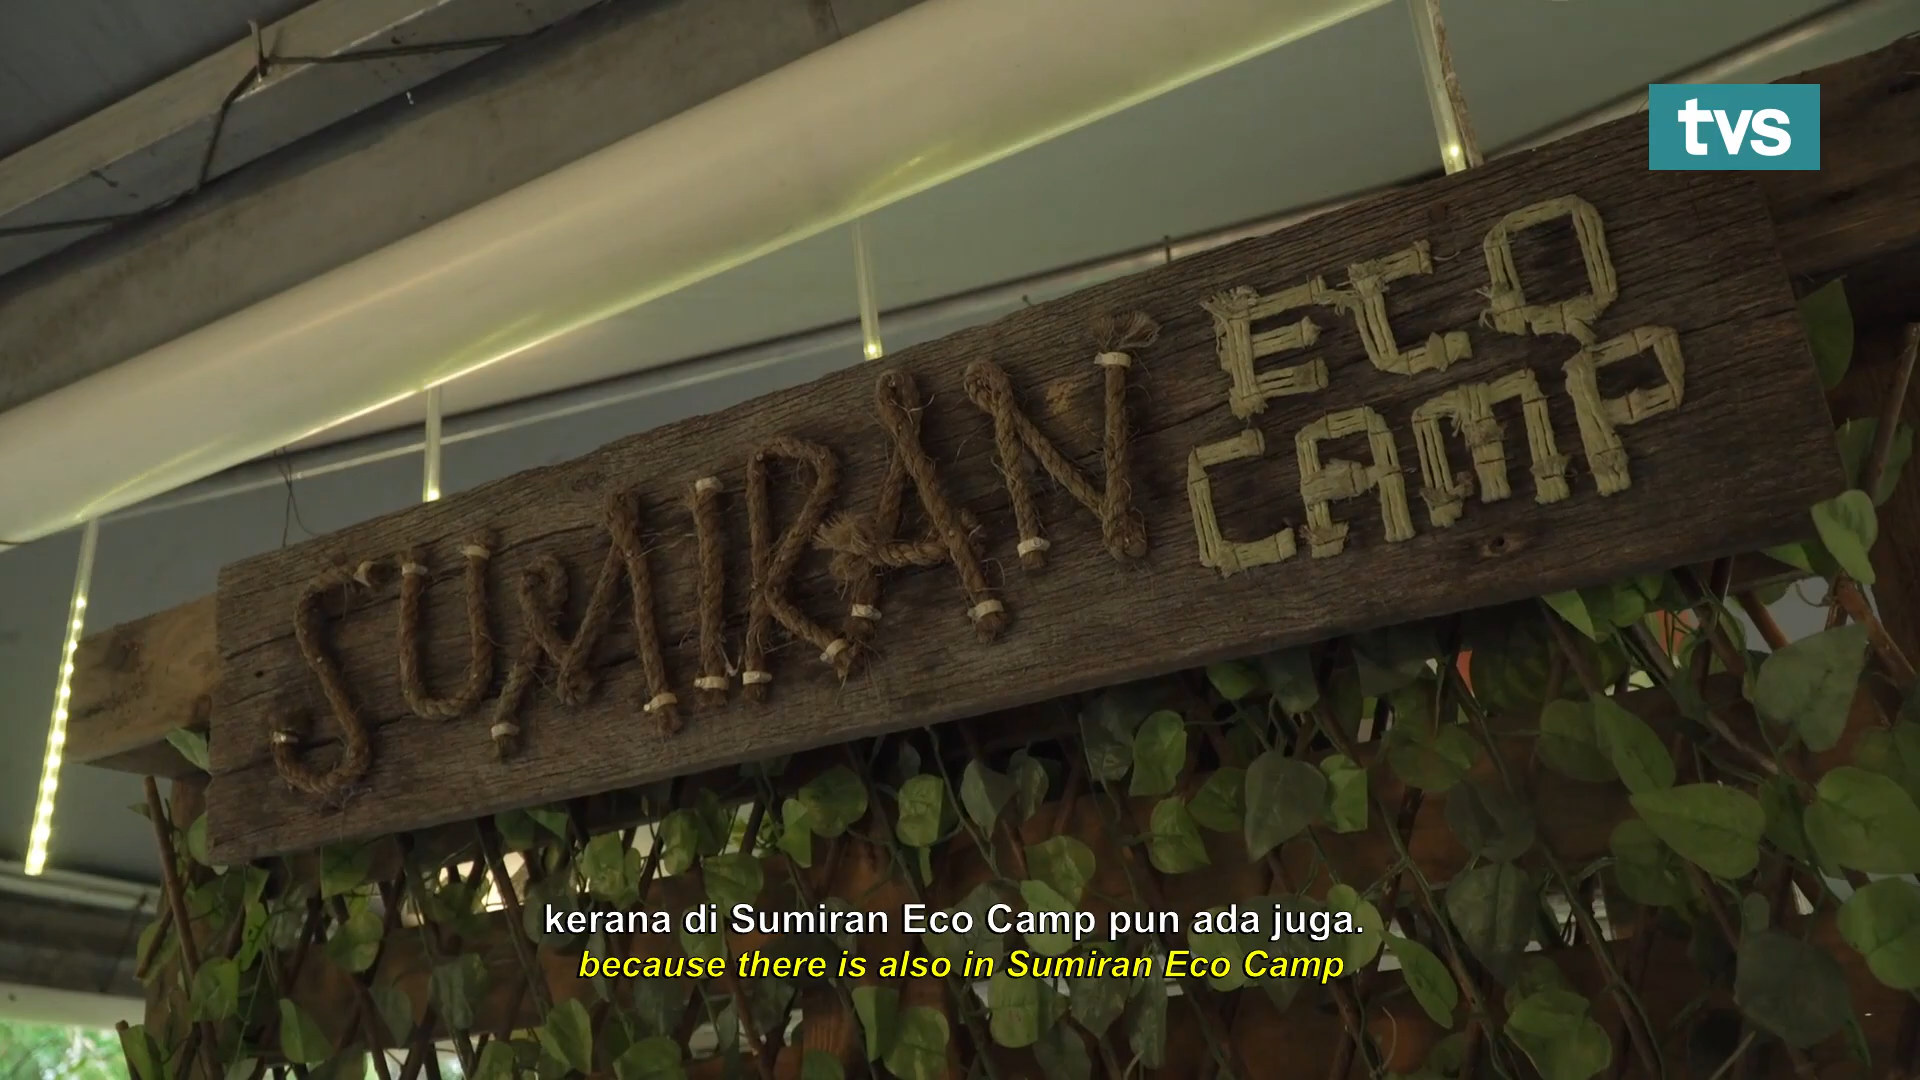 tvs
SUMIRAN ECO
CAMP
kerana di Sumiran Eco Camp pun ada juga.
because there is also in Sumiran Eco Camp